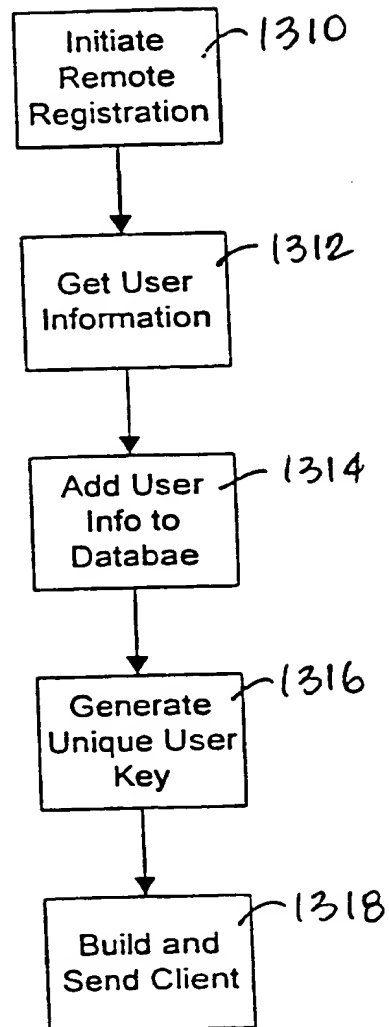 Initiate
Remote
Registration
1310
Get User
Information
1312
Add User
Info to
Databae
1314
Generate
Unique User
Key
1316
Build and
Send Client
1318